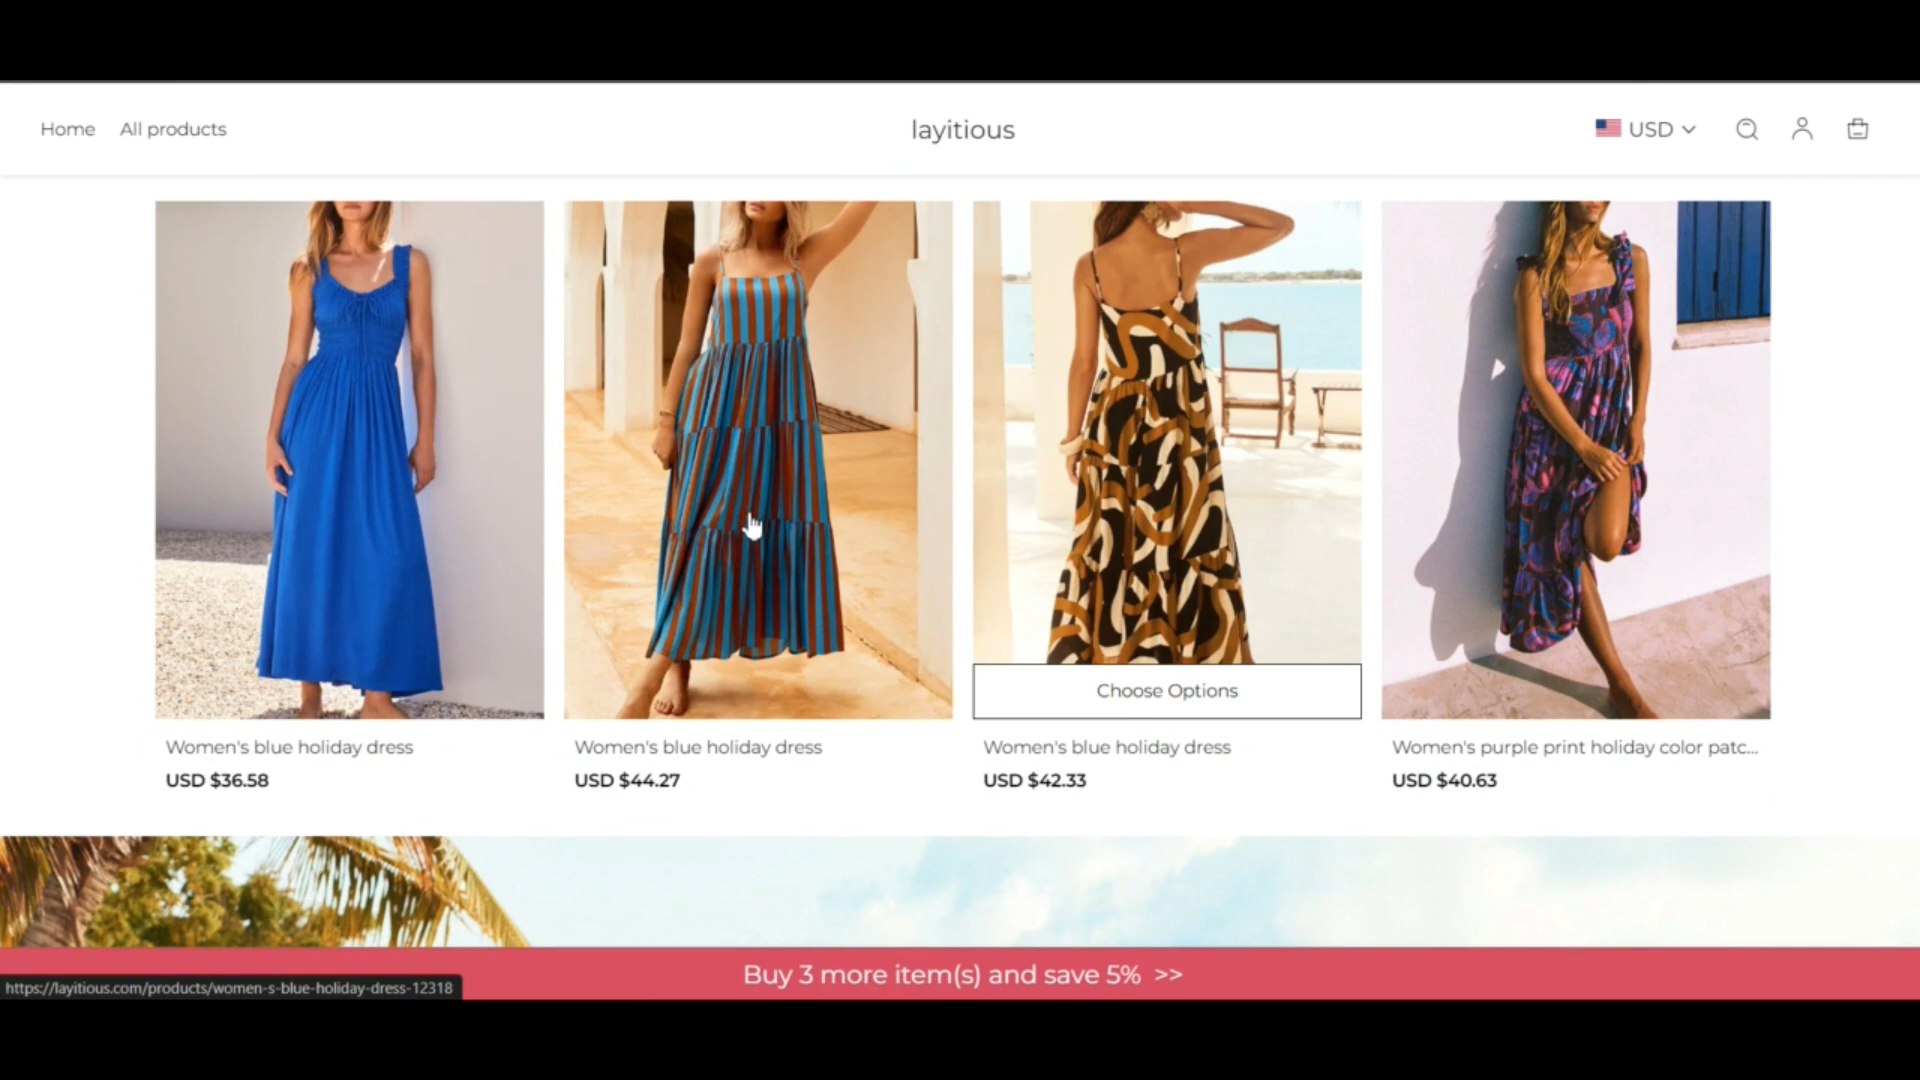 Home All products layitious USD
Choose Options
Women's blue holiday dress Women's blue holiday dress Women's blue holiday dress Women's purple print holiday color patc...
USD $36.58 USD $44.27 USD $42.33 USD $40.63
Buy 3 more item(s) and save 5% >>
https://layitious.com/products/women-s-blue-holiday-dress-12318